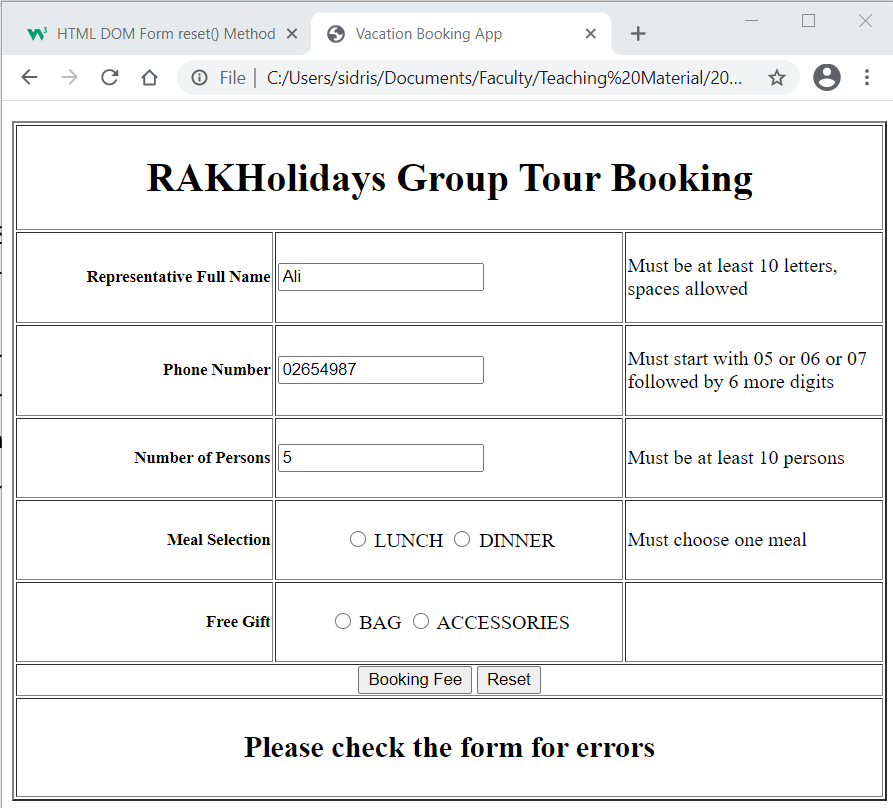 HTML DOM Form reset() Method
Vacation Booking App
File | C:/Users/sidris/Documents/Faculty/Teaching%20Material/20...
RAKHolidays Group Tour Booking
Representative Full Name
Ali
Must be at least 10 letters,
spaces allowed
Phone Number
02654987
Must start with 05 or 06 or 07
followed by 6 more digits
Number of Persons
5
Must be at least 10 persons
Meal Selection
LUNCH DINNER
Must choose one meal
Free Gift
BAG ACCESSORIES
Booking Fee Reset
Please check the form for errors